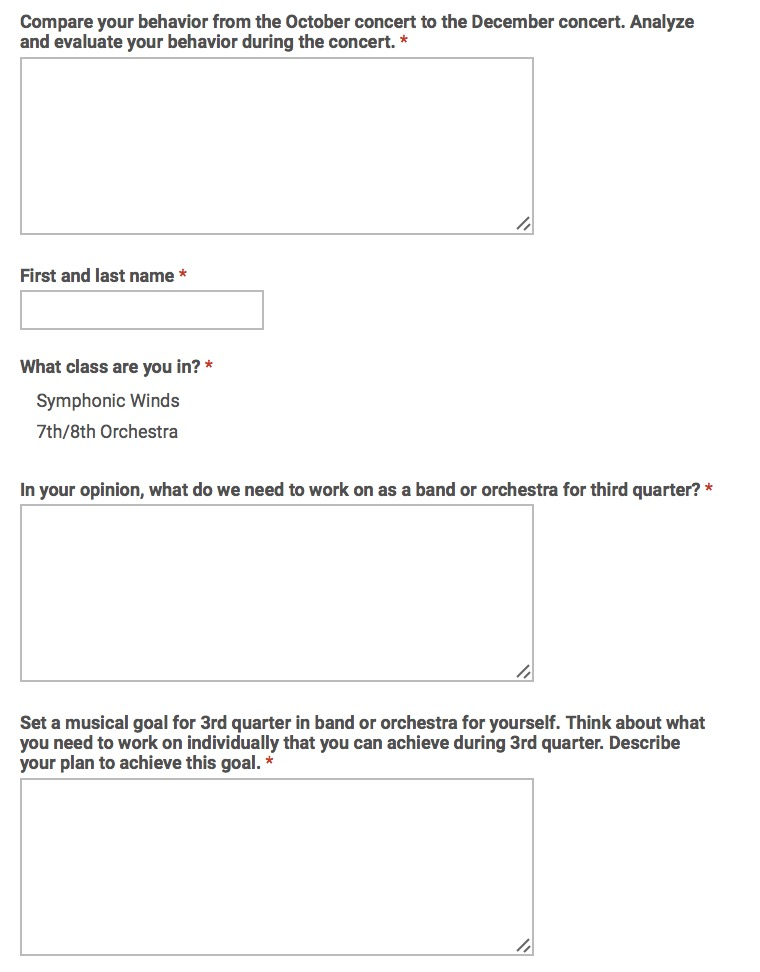 Compare your behavior from the October concert to the December concert. Analyze
and evaluate your behavior during the concert. *
First and last name *
What class are you in? *
Symphonic Winds
7th/8th Orchestra
In your opinion, what do we need to work on as a band or orchestra for third quarter? *
Set a musical goal for 3rd quarter in band or orchestra for yourself. Think about what
you need to work on individually that you can achieve during 3rd quarter. Describe
your plan to achieve this goal. *